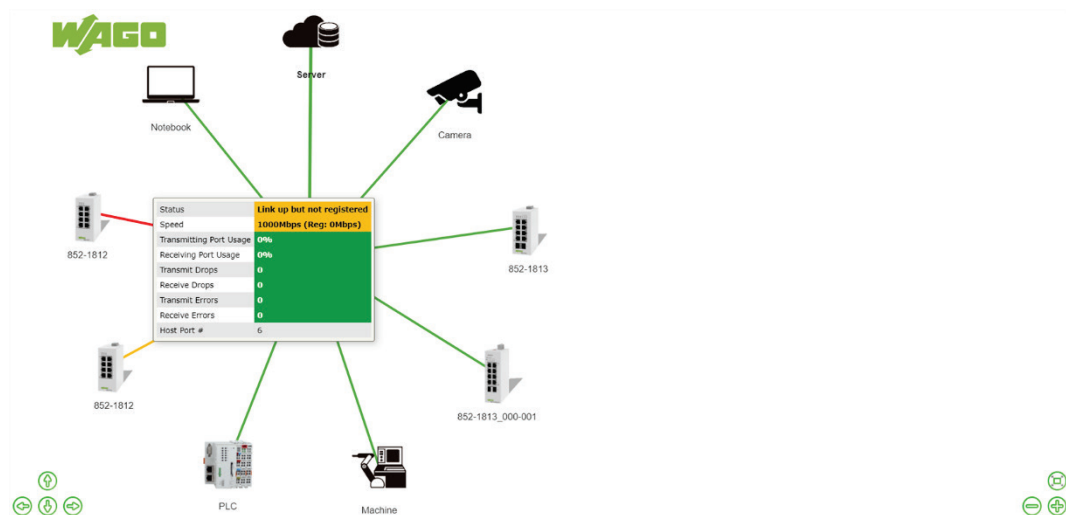 WAGO
Server
Notebook
Camera
852-1812
852-1813
Status Link up but not registered
Speed 1000Mbps (Reg: 0Mbps)
Transmitting Port Usage 0%
Receiving Port Usage 0%
Transmit Drops 0
Receive Drops 0
Transmit Errors 0
Receive Errors 0
Host Port # 6
852-1812
852-1813_000-001
PLC
Machine